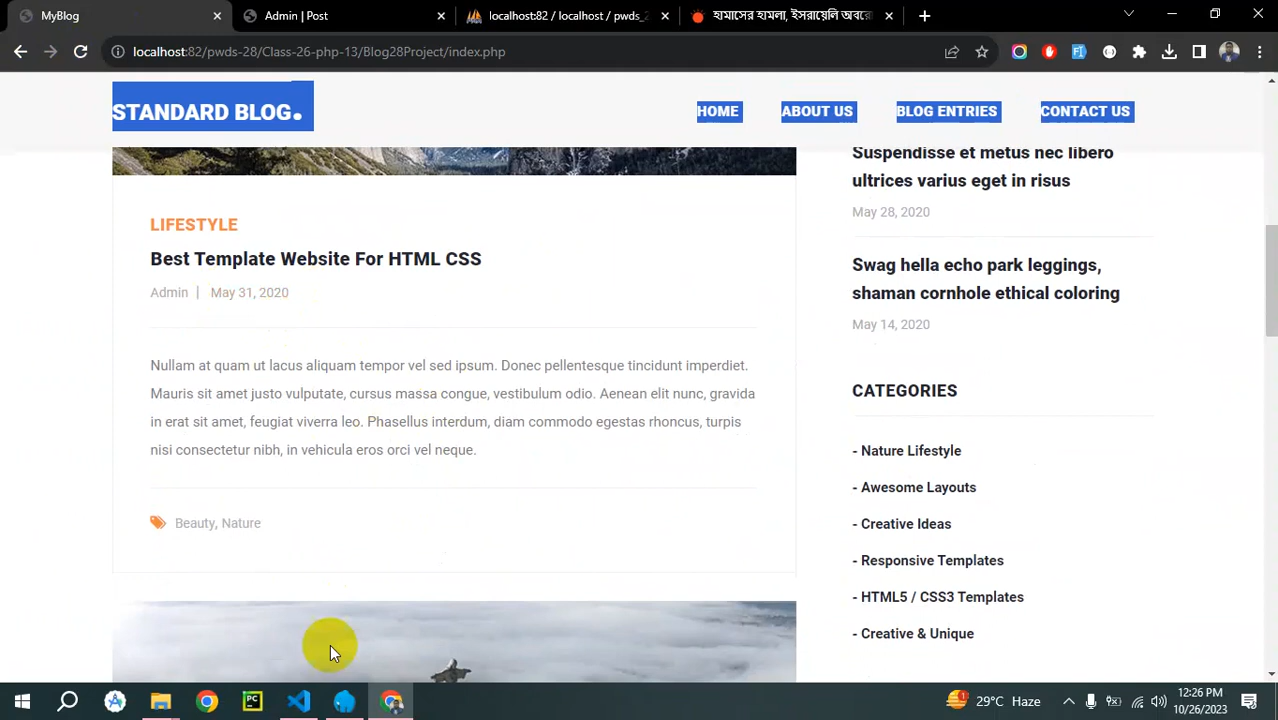 MyBlog
Admin | Post
localhost:82 / localhost / pwds_2
হামাসের হামলা, ইসরায়েলি অবরো
localhost:82/pwds-28/Class-26-php-13/Blog28Project/index.php
STANDARD BLOG.
HOME
ABOUT US
BLOG ENTRIES
CONTACT US
LIFESTYLE
Best Template Website For HTML CSS
Admin | May 31, 2020
Nullam at quam ut lacus aliquam tempor vel sed ipsum. Donec pellentesque tincidunt imperdiet.
Mauris sit amet justo vulputate, cursus massa congue, vestibulum odio. Aenean elit nunc, gravida
in erat sit amet, feugiat viverra leo. Phasellus interdum, diam commodo egestas rhoncus, turpis
nisi consectetur nibh, in vehicula eros orci vel neque.
Beauty, Nature
Suspendisse et metus nec libero
ultrices varius eget in risus
May 28, 2020
Swag hella echo park leggings,
shaman cornhole ethical coloring
May 14, 2020
CATEGORIES
- Nature Lifestyle
- Awesome Layouts
- Creative Ideas
- Responsive Templates
- HTML5 / CSS3 Templates
- Creative & Unique
29°C Haze
12:26 PM
10/26/2023